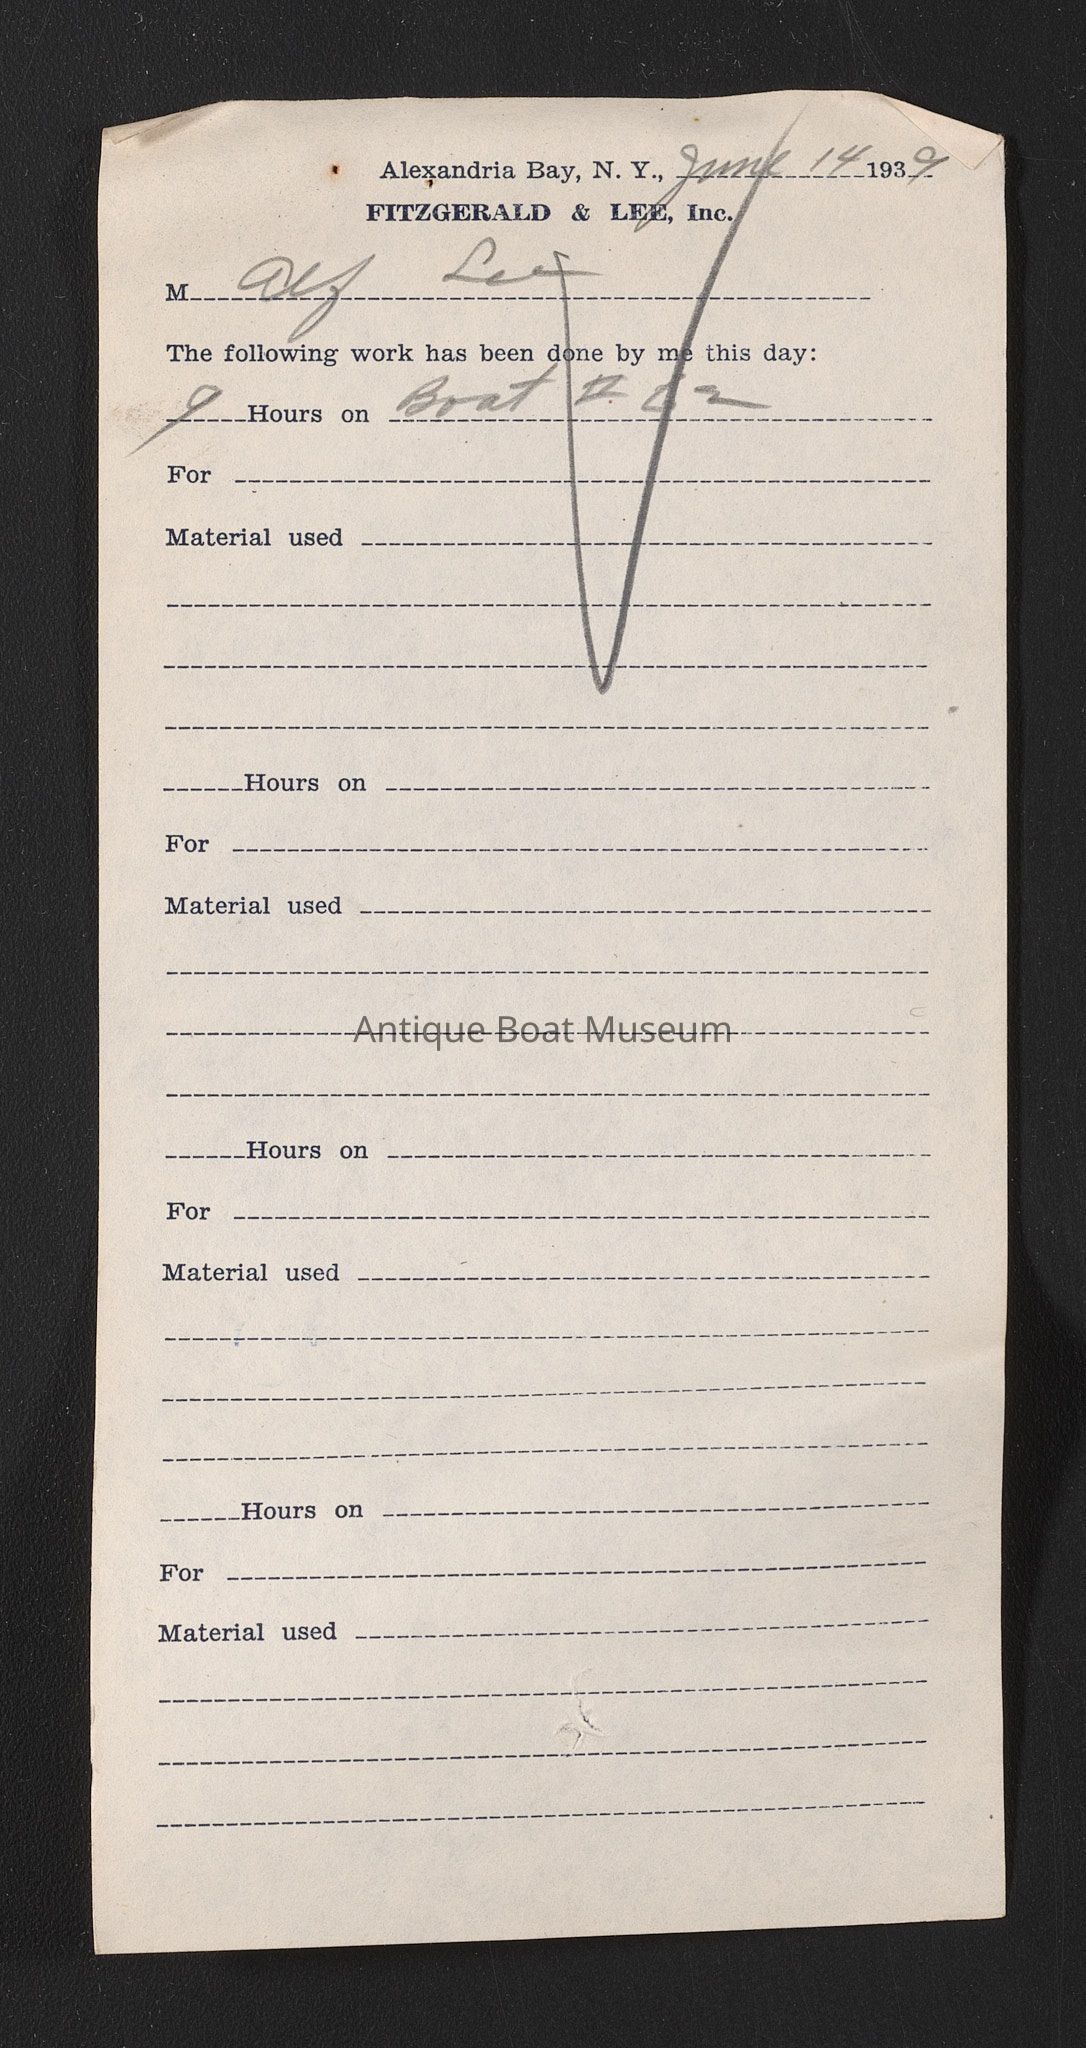 Alexandria Bay, N. Y., June 14 1939
FITZGERALD & LEE, Inc.
M Alf Lee
The following work has been done by me this day:
9 Hours on Boat #
For
Material used
Hours on
For
Material used
Antique Boat Museum
Hours on
For
Material used
Hours on
For
Material used